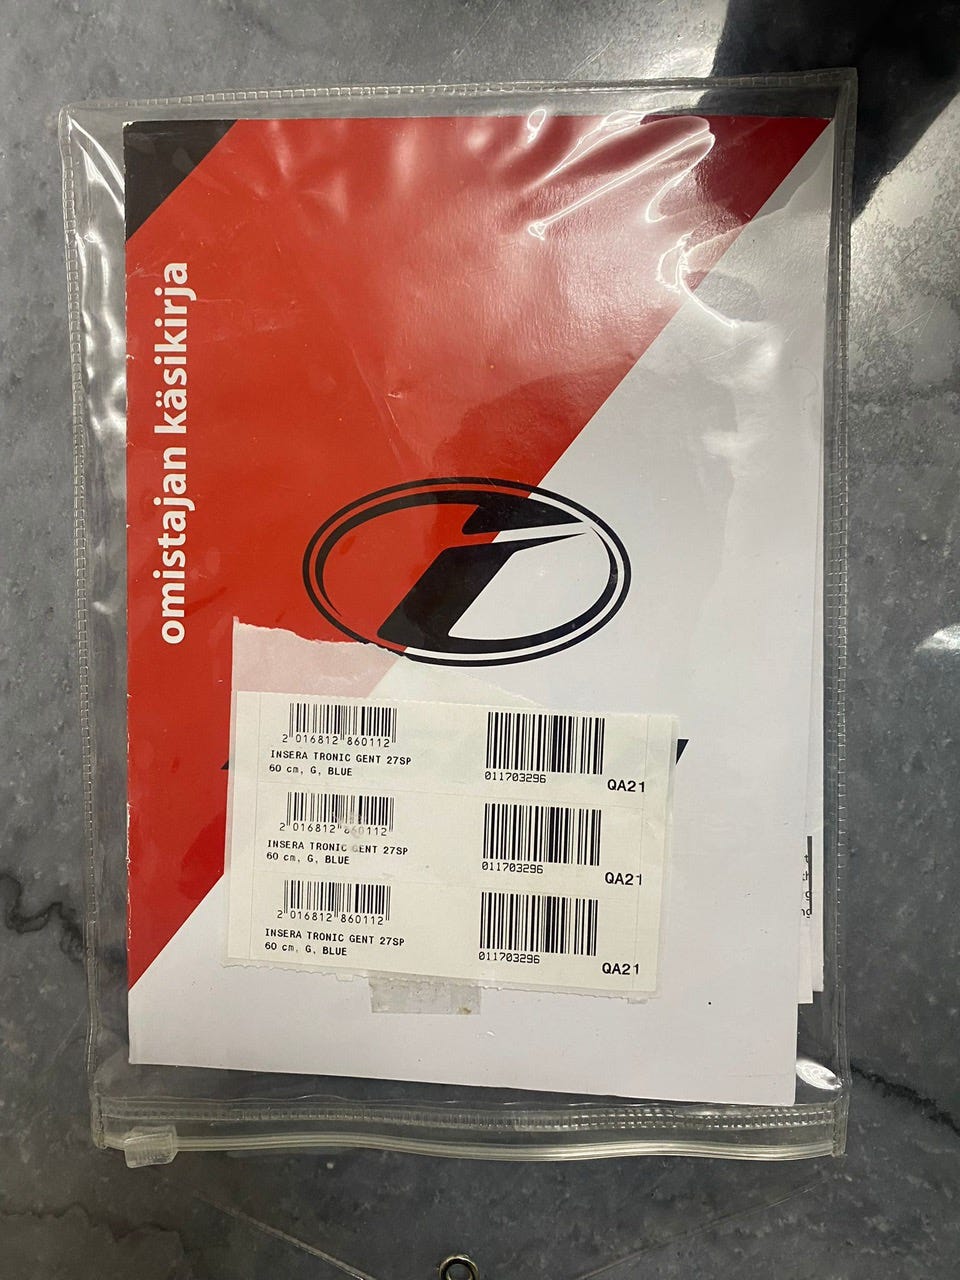 omistajan käsikirja
2 016812 860112
INSERA TRONIC GENT 27SP
60 cm, G, BLUE
011703296
QA21
2 016812 860112
INSERA TRONIC GENT 27SP
60 cm, G, BLUE
011703296
QA21
2 016812 860112
INSERA TRONIC GENT 27SP
60 cm, G, BLUE
011703296
QA21